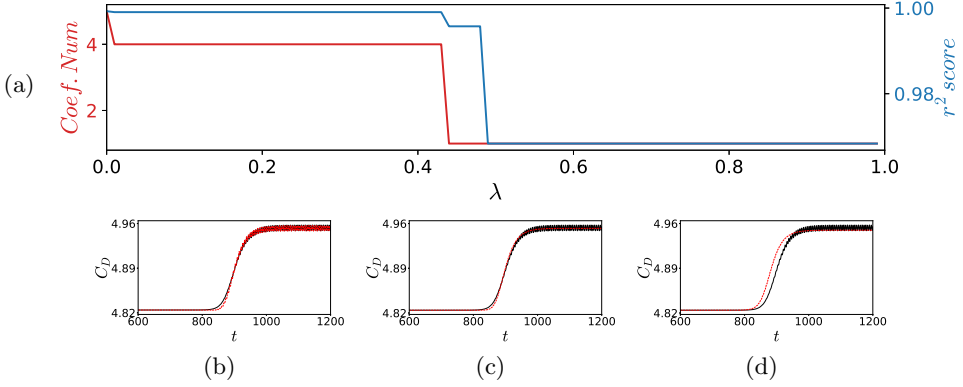 (a)
Coef. Num
4
2
1.00
0.98
r² score
0.0 0.2 0.4 0.6 0.8 1.0
λ
C_D
4.96
4.89
4.82
600 800 1000 1200
t
(b)
C_D
4.96
4.89
4.82
600 800 1000 1200
t
(c)
C_D
4.96
4.89
4.82
600 800 1000 1200
t
(d)